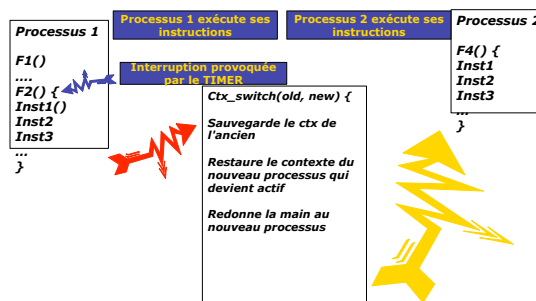 Processus 1
F1()
....
F2() {
Inst1()
Inst2
Inst3
...
}
Processus 1 exécute ses
instructions
Processus 2 exécute ses
instructions
Interruption provoquée
par le TIMER
Ctx_switch(old, new) {
Sauvegarde le ctx de
l'ancien
Restaure le contexte du
nouveau processus qui
devient actif
Redonne la main au
nouveau processus
Processus 2
F4() {
Inst1
Inst2
Inst3
...
}